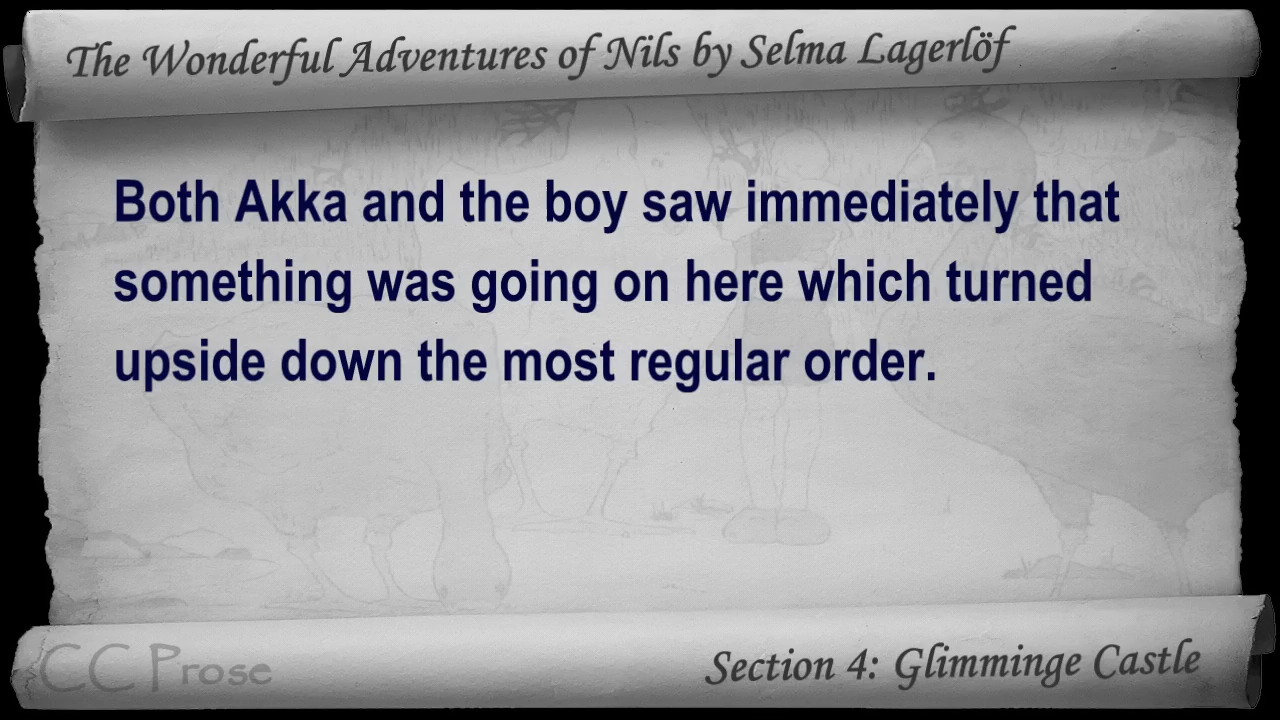 The Wonderful Adventures of Nils by Selma Lagerlöf
Both Akka and the boy saw immediately that
something was going on here which turned
upside down the most regular order.
CC Prose
Section 4: Glimminge Castle